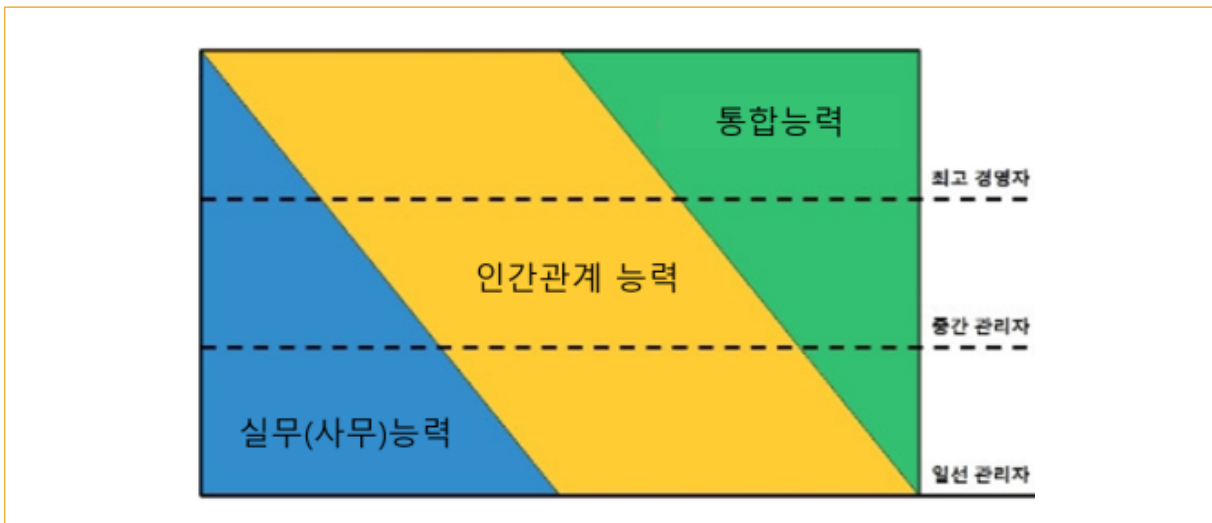 통합능력
최고 경영자
인간관계 능력
중간 관리자
실무(사무)능력
일선 관리자